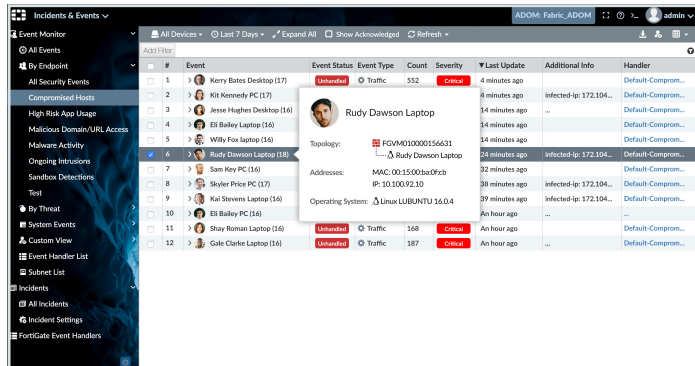 Incidents & Events
ADOM: Fabric_ADOM
admin
Event Monitor
All Events
By Endpoint
All Security Events
Compromised Hosts
High Risk App Usage
Malicious Domain/URL Access
Malware Activity
Ongoing Intrusions
Sandbox Detections
Test
By Threat
System Events
Custom View
Event Handler List
Subnet List
Incidents
All Incidents
Incident Settings
FortiGate Event Handlers
All Devices Last 7 Days Expand All Show Acknowledged Refresh
Add Filter
# Event Event Status Event Type Count Severity ▼Last Update Additional Info Handler
1 Kerry Bates Desktop (17) Unhandled Traffic 552 Critical 4 minutes ago Default-Comprom...
2 Kit Kennedy PC (17) 4 minutes ago infected-ip: 172.104... Default-Comprom...
3 Jesse Hughes Desktop (16) 14 minutes ago ... Default-Comprom...
4 Eli Bailey Laptop (16) 14 minutes ago Default-Comprom...
5 Willy Fox laptop (16) 14 minutes ago Default-Comprom...
6 Rudy Dawson Laptop (18) 24 minutes ago infected-ip: 172.104... Default-Comprom...
7 Sam Key PC (16) 32 minutes ago Default-Comprom...
8 Skyler Price PC (17) 38 minutes ago infected-ip: 172.104... Default-Comprom...
9 Kai Stevens Laptop (16) 39 minutes ago infected-ip: 172.104... Default-Comprom...
10 Eli Bailey PC (16) An hour ago ... ...
11 Shay Roman Laptop (16) Unhandled Traffic 168 Critical An hour ago Default-Comprom...
12 Gale Clarke Laptop (16) Unhandled Traffic 187 Critical An hour ago ... Default-Comprom...
Rudy Dawson Laptop
Topology: FGVM010000156631
Rudy Dawson Laptop
Addresses: MAC: 00:15:00:ba:0f:cb
IP: 10.100.92.10
Operating System: Linux LUBUNTU 16.0.4